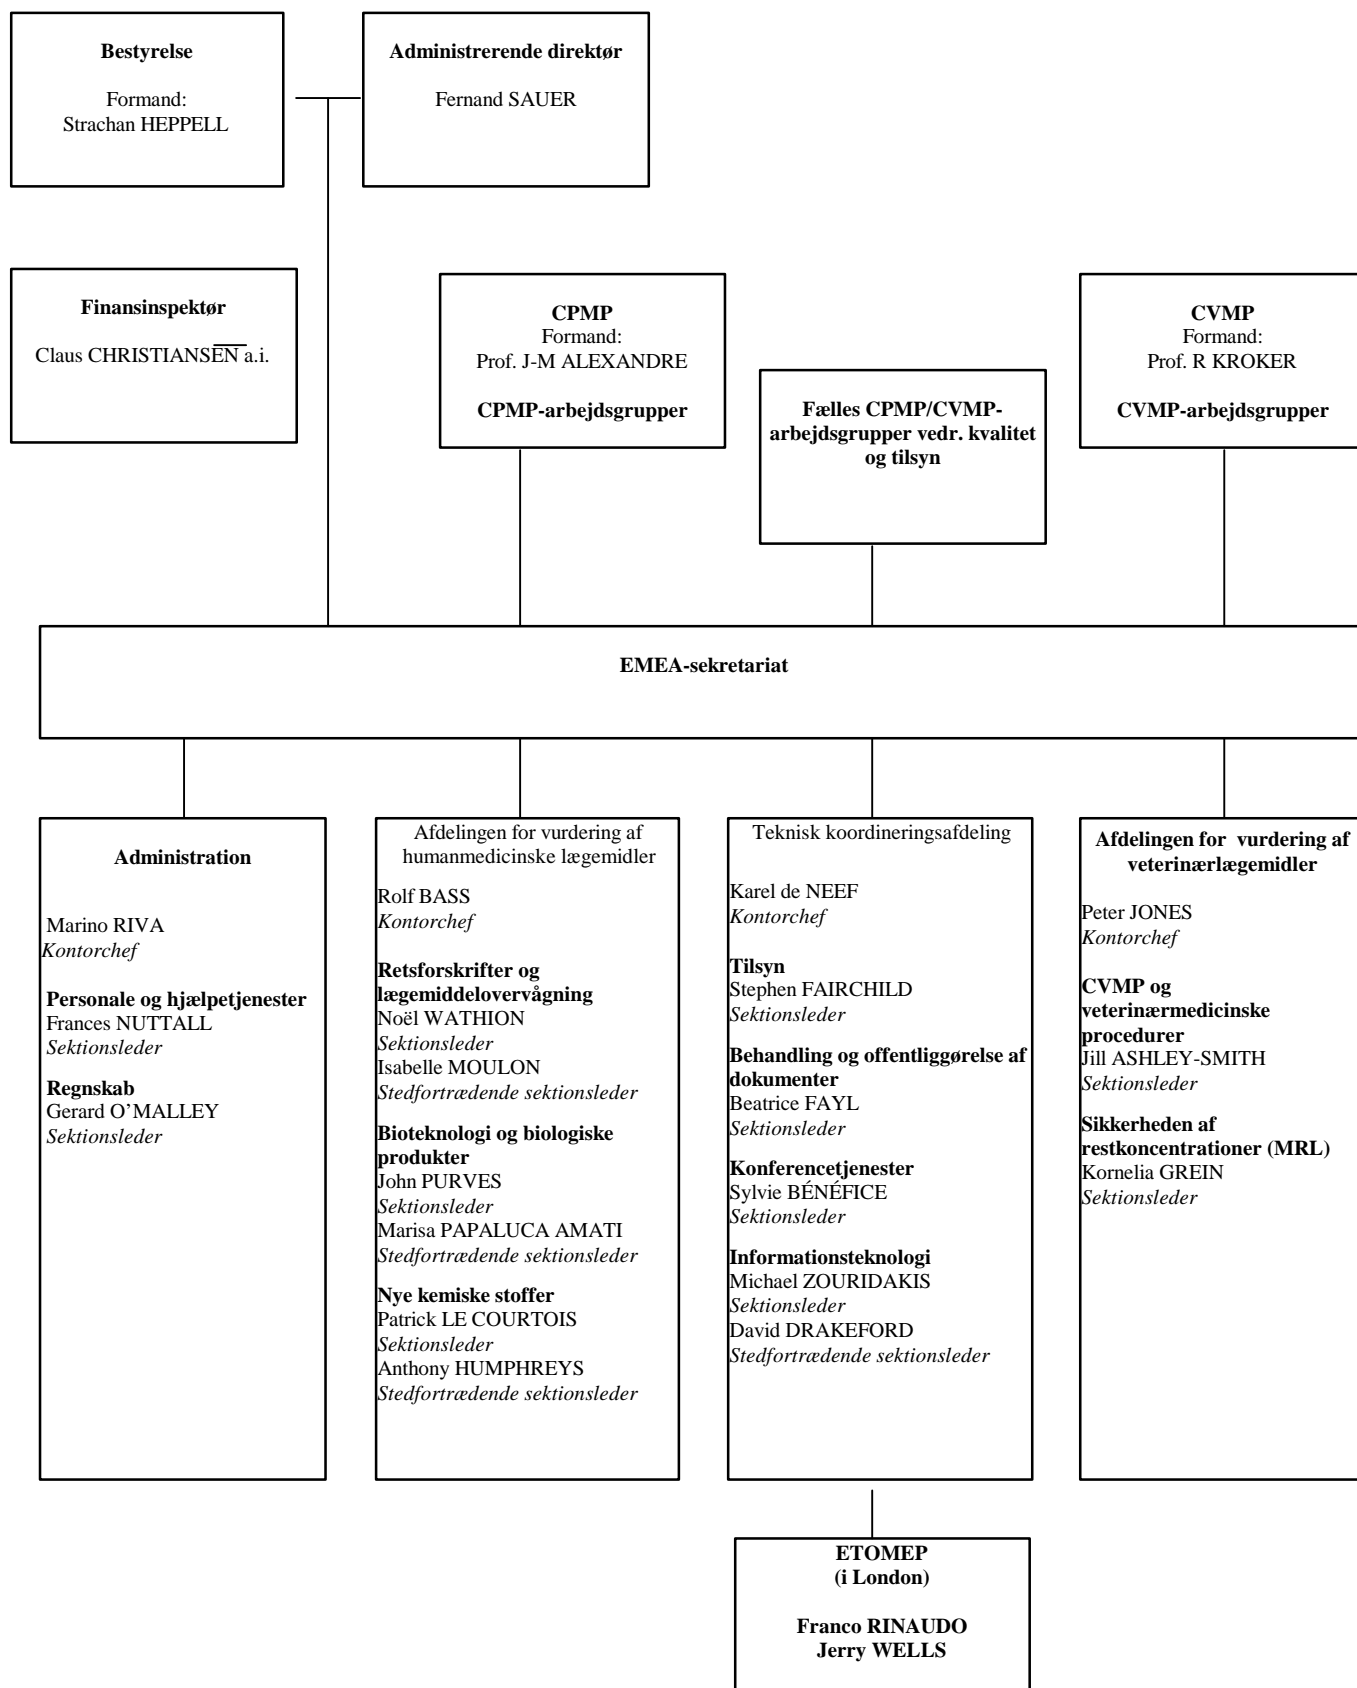 Bestyrelse
Formand:
Strachan HEPPELL
Administrerende direktør
Fernand SAUER
Finansinspektør
Claus CHRISTIANSEN a.i.
CPMP
Formand:
Prof. J-M ALEXANDRE
CPMP-arbejdsgrupper
Fælles CPMP/CVMP-
arbejdsgrupper vedr. kvalitet
og tilsyn
CVMP
Formand:
Prof. R KROKER
CVMP-arbejdsgrupper
EMEA-sekretariat
Administration
Marino RIVA
Kontorchef
Personale og hjælpetjenester
Frances NUTTALL
Sektionsleder
Regnskab
Gerard O’MALLEY
Sektionsleder
Afdelingen for vurdering af
humanmedicinske lægemidler
Rolf BASS
Kontorchef
Retsforskrifter og
lægemiddelovervågning
Noël WATHION
Sektionsleder
Isabelle MOULON
Stedfortrædende sektionsleder
Bioteknologi og biologiske
produkter
John PURVES
Sektionsleder
Marisa PAPALUCA AMATI
Stedfortrædende sektionsleder
Nye kemiske stoffer
Patrick LE COURTOIS
Sektionsleder
Anthony HUMPHREYS
Stedfortrædende sektionsleder
Teknisk koordineringsafdeling
Karel de NEEF
Kontorchef
Tilsyn
Stephen FAIRCHILD
Sektionsleder
Behandling og offentliggørelse af
dokumenter
Beatrice FAYL
Sektionsleder
Konferencetjenester
Sylvie BÉNÉFICE
Sektionsleder
Informationsteknologi
Michael ZOURIDAKIS
Sektionsleder
David DRAKEFORD
Stedfortrædende sektionsleder
Afdelingen for vurdering af
veterinærlægemidler
Peter JONES
Kontorchef
CVMP og
veterinærmedicinske
procedurer
Jill ASHLEY-SMITH
Sektionsleder
Sikkerheden af
restkoncentrationer (MRL)
Kornelia GREIN
Sektionsleder
ETOMEP
(i London)
Franco RINAUDO
Jerry WELLS